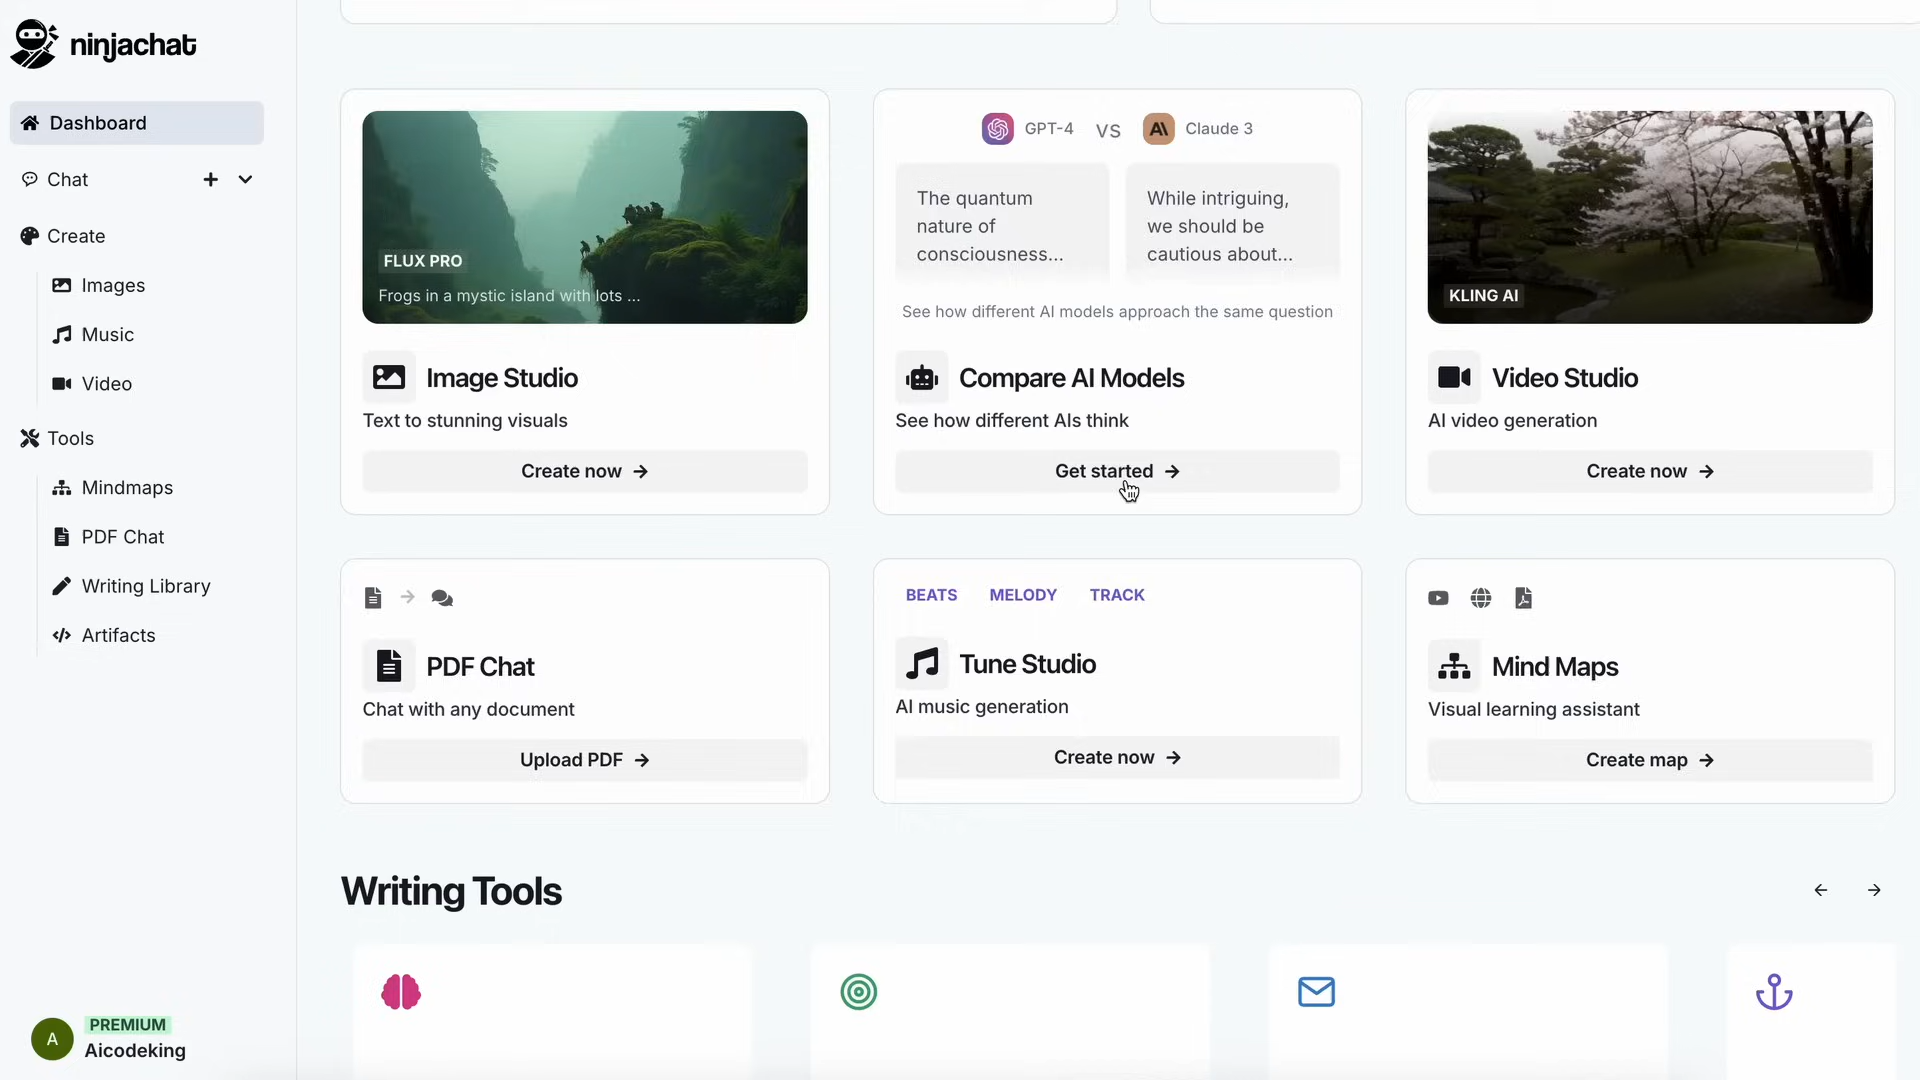 ninjachat
Dashboard
Chat
Create
Images
Music
Video
Tools
Mindmaps
PDF Chat
Writing Library
Artifacts
PREMIUM
A
Aicodeking
FLUX PRO
Frogs in a mystic island with lots ...
Image Studio
Text to stunning visuals
Create now
GPT-4 VS Claude 3
The quantum
nature of
consciousness...
While intriguing,
we should be
cautious about...
See how different AI models approach the same question
Compare AI Models
See how different AIs think
Get started
KLING AI
Video Studio
AI video generation
Create now
PDF Chat
Chat with any document
Upload PDF
BEATS MELODY TRACK
Tune Studio
AI music generation
Create now
Mind Maps
Visual learning assistant
Create map
Writing Tools